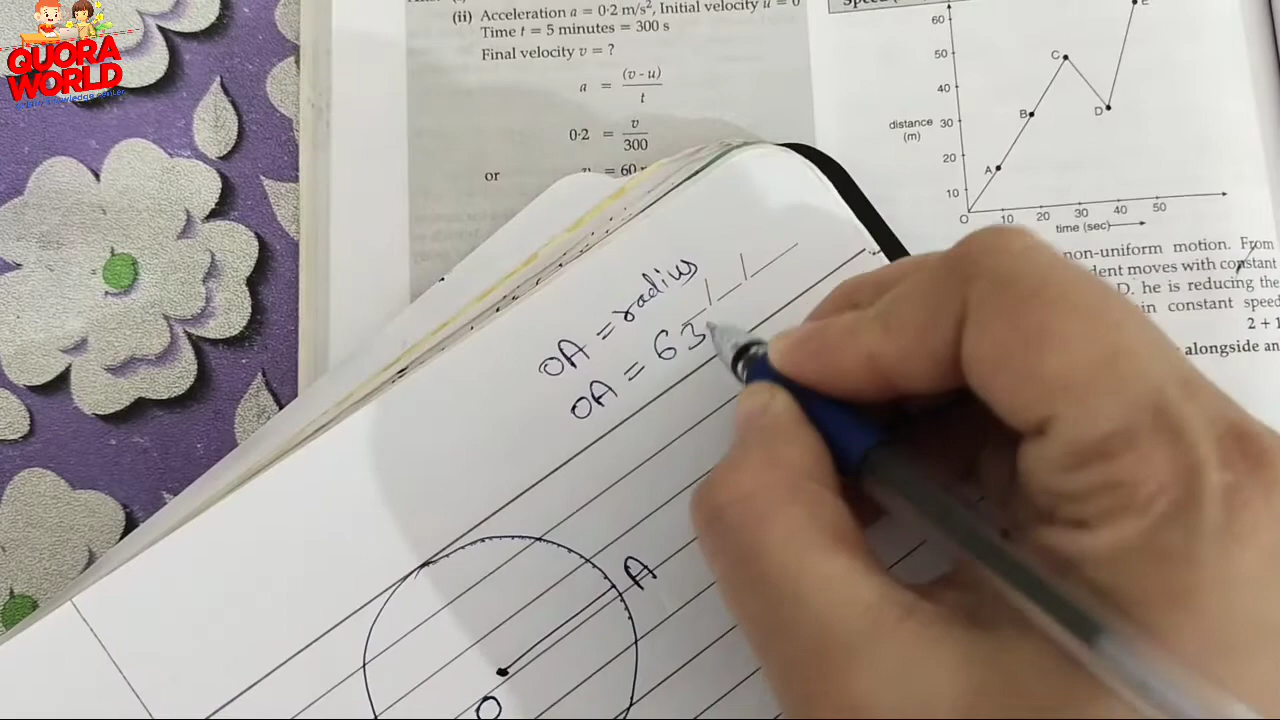 QUORA
WORLD
(ii) Acceleration a = 0·2 m/s², Initial velocity u = 0
Time t = 5 minutes = 300 s
Final velocity v = ?
a = (v - u) / t
0·2 = v / 300
or = 60
60
50
40
30
20
10
distance
(m)
A
B
C
D
E
O 10 20 30 40 50
time (sec)
non-uniform motion. From
dent moves with constant
D. he is reducing the
in constant speed
2 +
alongside an
OA = radius
OA = 63
A
O